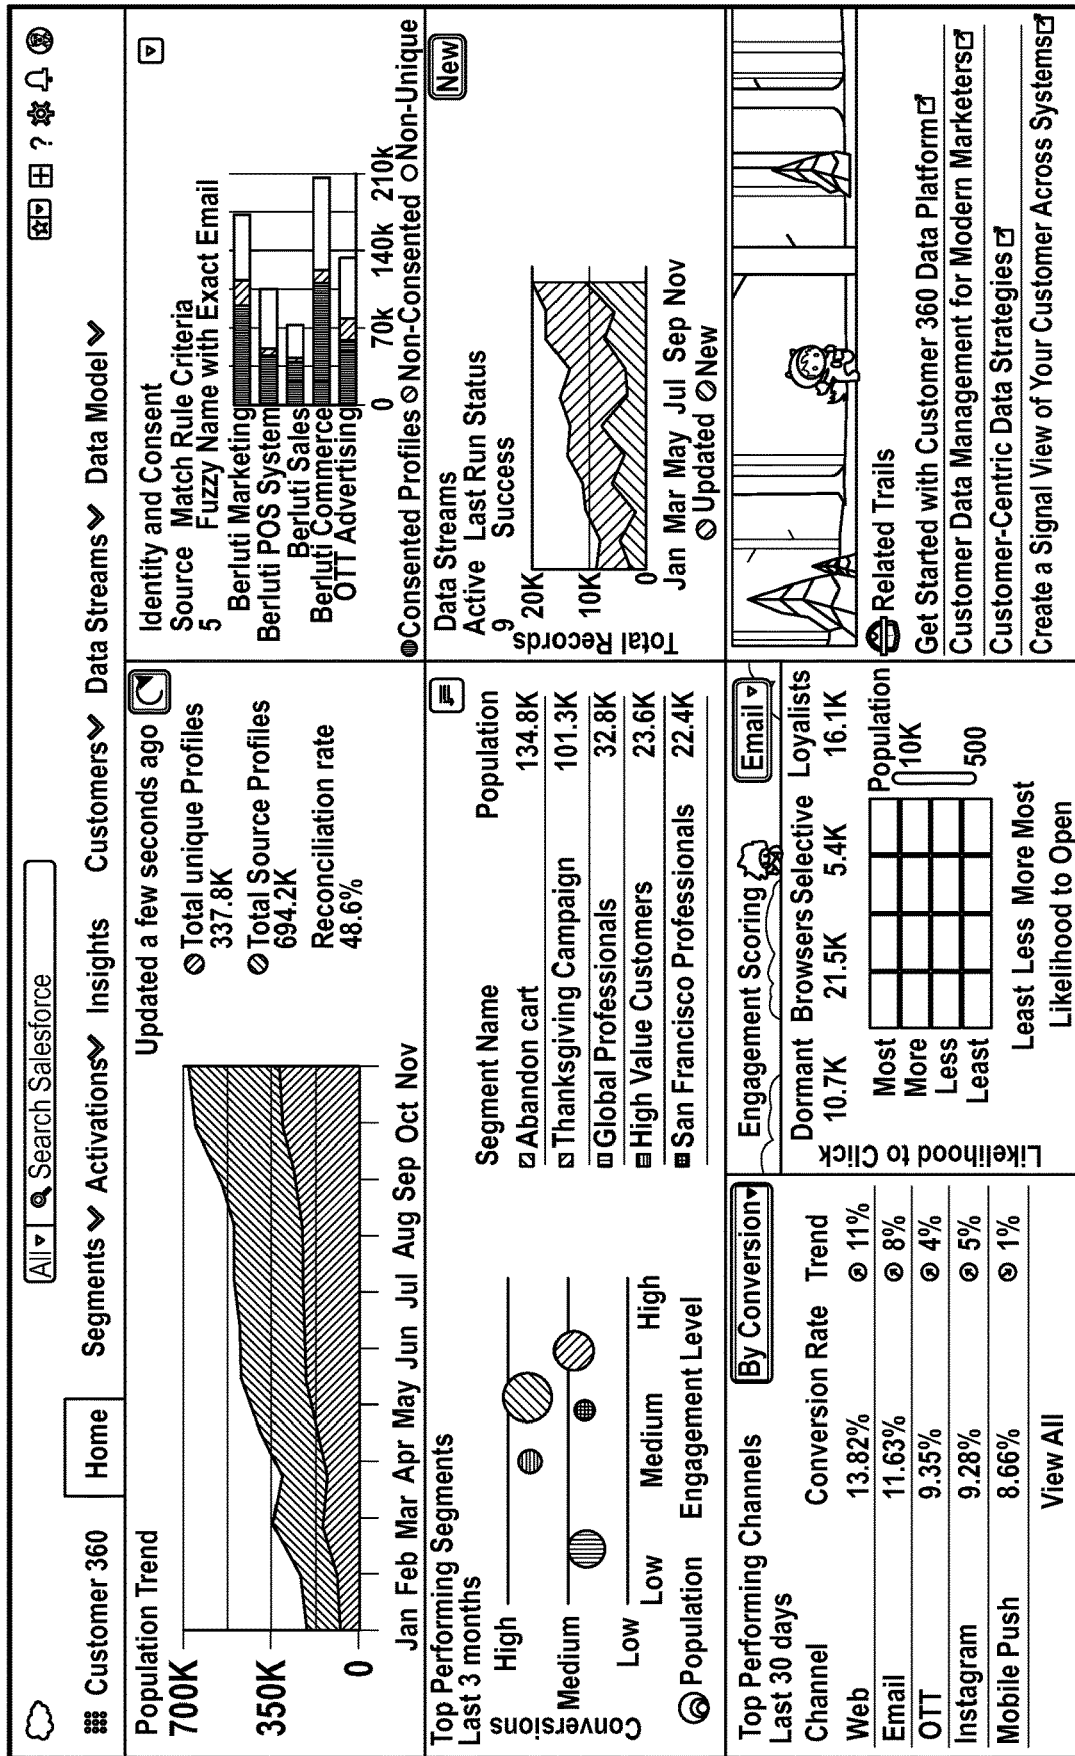 All Search Salesforce
?
Customer 360 Home Segments Activations Insights Customers Data Streams Data Model
Population Trend
Updated a few seconds ago
700K
350K
0
Jan Feb Mar Apr May Jun Jul Aug Sep Oct Nov
Total unique Profiles
337.8K
Total Source Profiles
694.2K
Reconciliation rate
48.6%
Identity and Consent
Source Match Rule Criteria
5 Fuzzy Name with Exact Email
Berluti Marketing
Berluti POS System
Berluti Sales
Berluti Commerce
OTT Advertising
0 70k 140k 210k
Consented Profiles Non-Consented Non-Unique
Top Performing Segments
Last 3 months
Conversions
High
Medium
Low
Low Medium High
Population Engagement Level
Segment Name Population
Abandon cart 134.8K
Thanksgiving Campaign 101.3K
Global Professionals 32.8K
High Value Customers 23.6K
San Francisco Professionals 22.4K
Data Streams
New
Active Last Run Status
9 Success
Total Records
20K
10K
0
Jan Mar May Jul Sep Nov
Updated New
Top Performing Channels
Last 30 days
By Conversion
Channel Conversion Rate Trend
Web 13.82% 11%
Email 11.63% 8%
OTT 9.35% 4%
Instagram 9.28% 5%
Mobile Push 8.66% 1%
View All
Engagement Scoring
Email
Dormant Browsers Selective Loyalists
10.7K 21.5K 5.4K 16.1K
Likelihood to Click
Most
More
Less
Least
Least Less More Most
Likelihood to Open
Population
10K
500
Related Trails
Get Started with Customer 360 Data Platform
Customer Data Management for Modern Marketers
Customer-Centric Data Strategies
Create a Signal View of Your Customer Across Systems